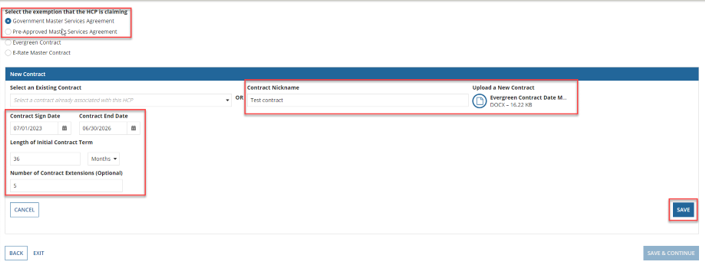 Select the exemption that the HCP is claiming
Government Master Services Agreement
Pre-Approved Master Services Agreement
Evergreen Contract
E-Rate Master Contract
New Contract
Select an Existing Contract
Select a contract already associated with this HCP
OR
Contract Nickname
Test contract
Upload a New Contract
Evergreen Contract Date M...
DOCX – 16.22 KB
Contract Sign Date
Contract End Date
07/01/2023
06/30/2026
Length of Initial Contract Term
36
Months
Number of Contract Extensions (Optional)
5
CANCEL
SAVE
BACK
EXIT
SAVE & CONTINUE